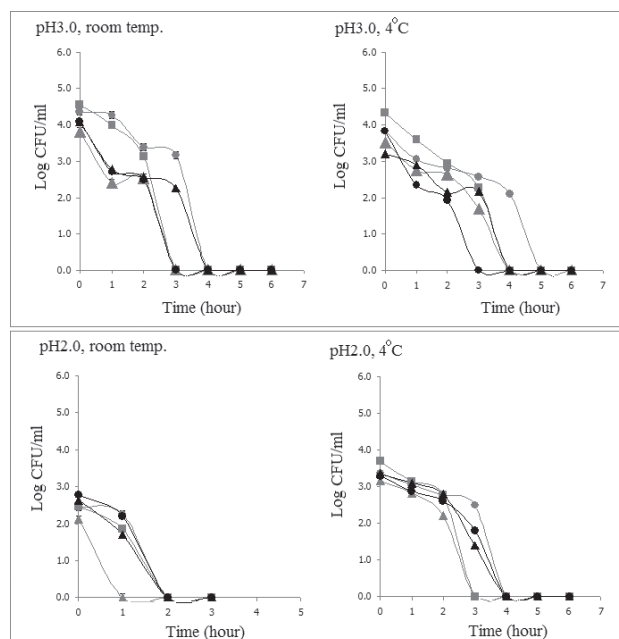 pH3.0, room temp.
6.0
5.0
4.0
3.0
2.0
1.0
0.0
Log CFU/ml
0 1 2 3 4 5 6 7
Time (hour)
pH3.0, 4°C
6.0
5.0
4.0
3.0
2.0
1.0
0.0
Log CFU/ml
0 1 2 3 4 5 6 7
Time (hour)
pH2.0, room temp.
6.0
5.0
4.0
3.0
2.0
1.0
0.0
Log CFU/ml
0 1 2 3 4 5
Time (hour)
pH2.0, 4°C
6.0
5.0
4.0
3.0
2.0
1.0
0.0
Log CFU/ml
0 1 2 3 4 5 6 7
Time (hour)